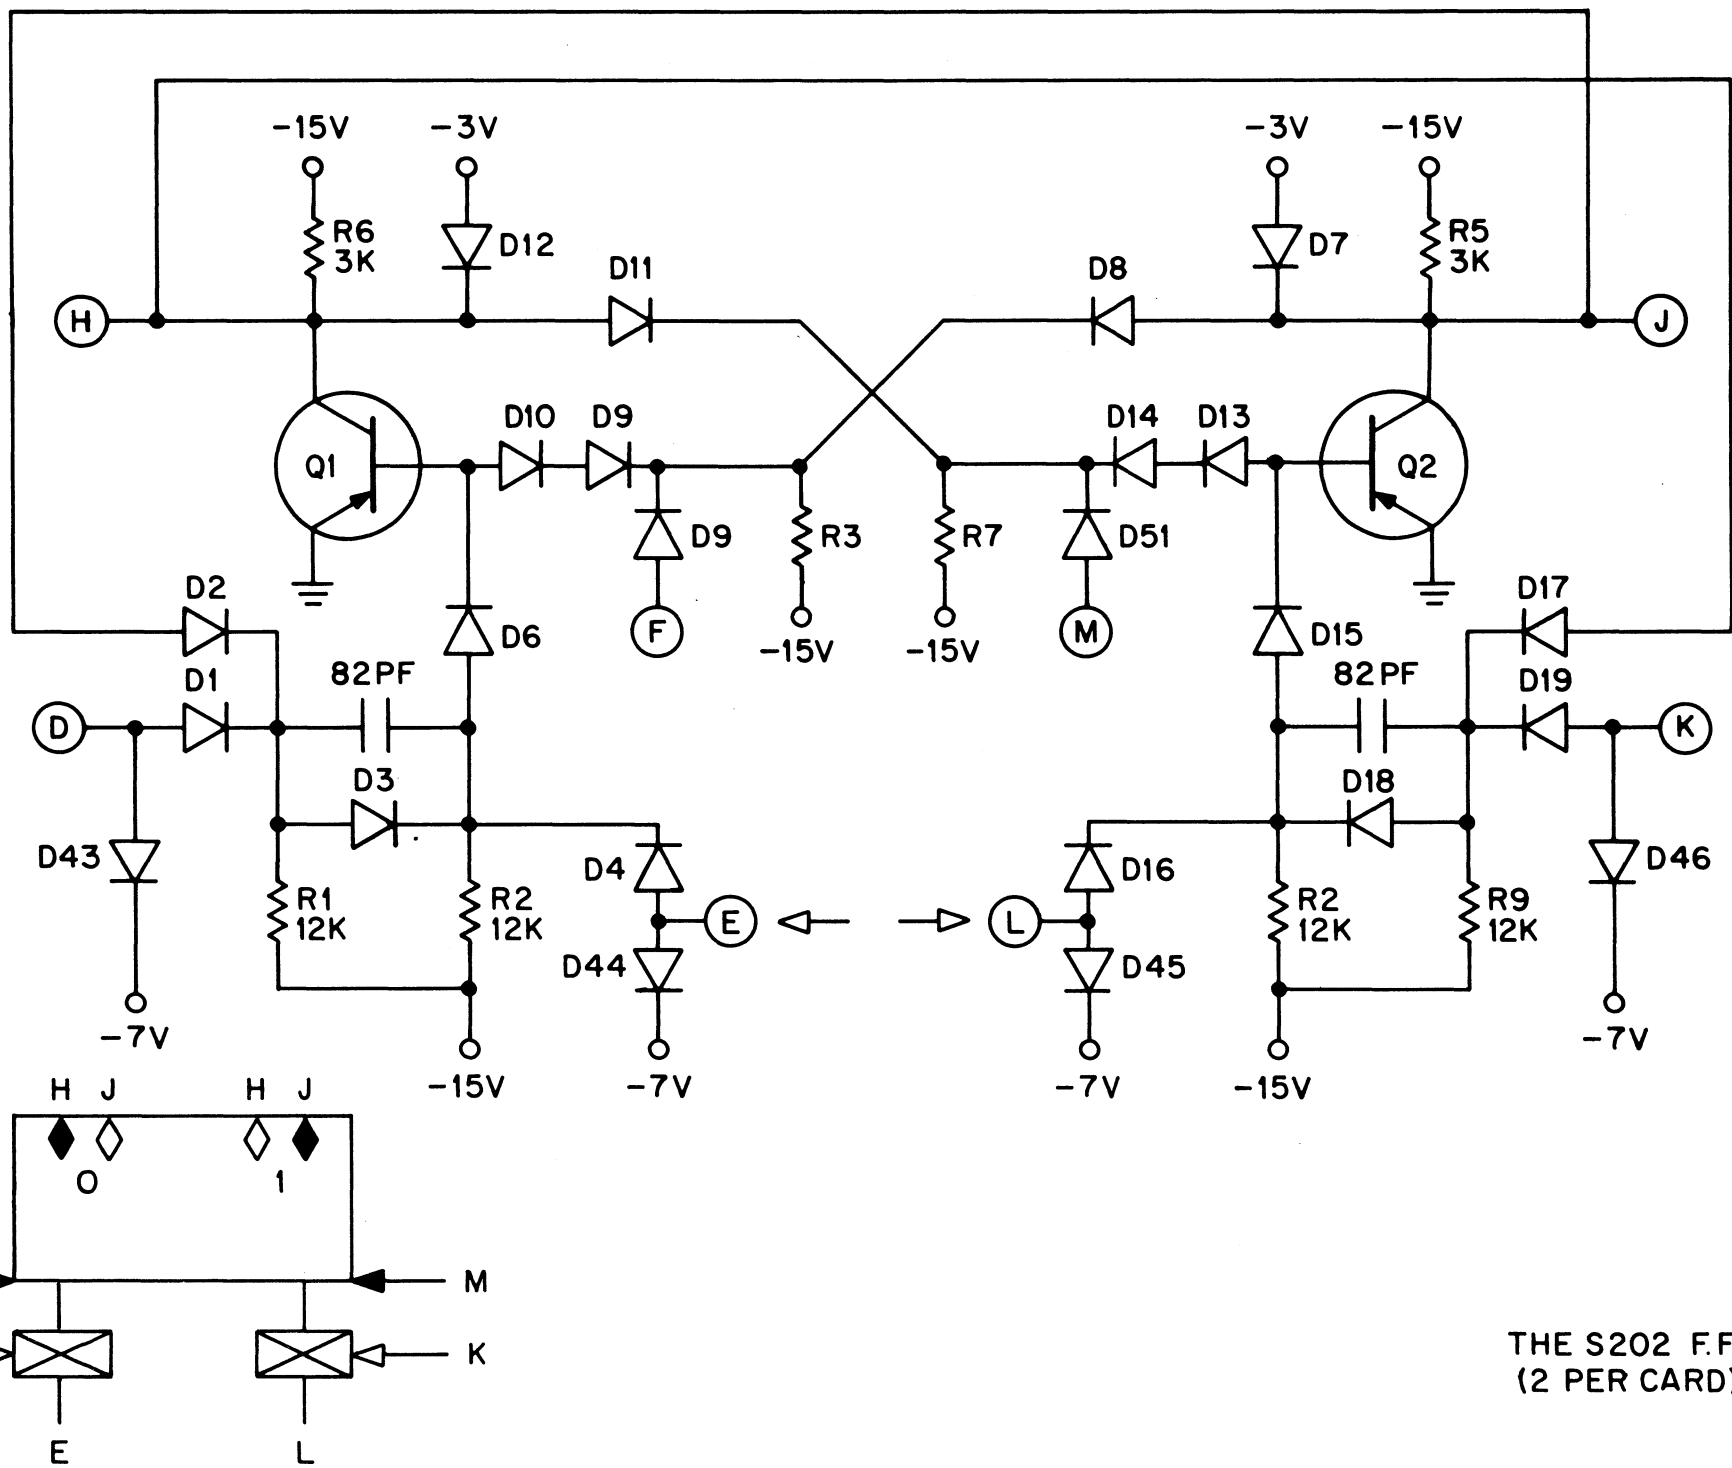 -15V -3V -3V -15V
R6
3K
D12
D7
R5
3K
D11 D8
H
J
D10 D9 D14 D13
Q1
Q2
D9 R3 R7 D51
F
M
-15V -15V
D2
D17
D6
D15
D1
82PF
82PF
D19
D
K
D3
D18
D43
D4
D16
D46
R1
12K
R2
12K
E
L
R2
12K
R9
12K
D44
D45
-7V
-7V
-15V -7V -7V -15V
H J H J
0 1
M
K
E L
THE S202 F.F
(2 PER CARD)